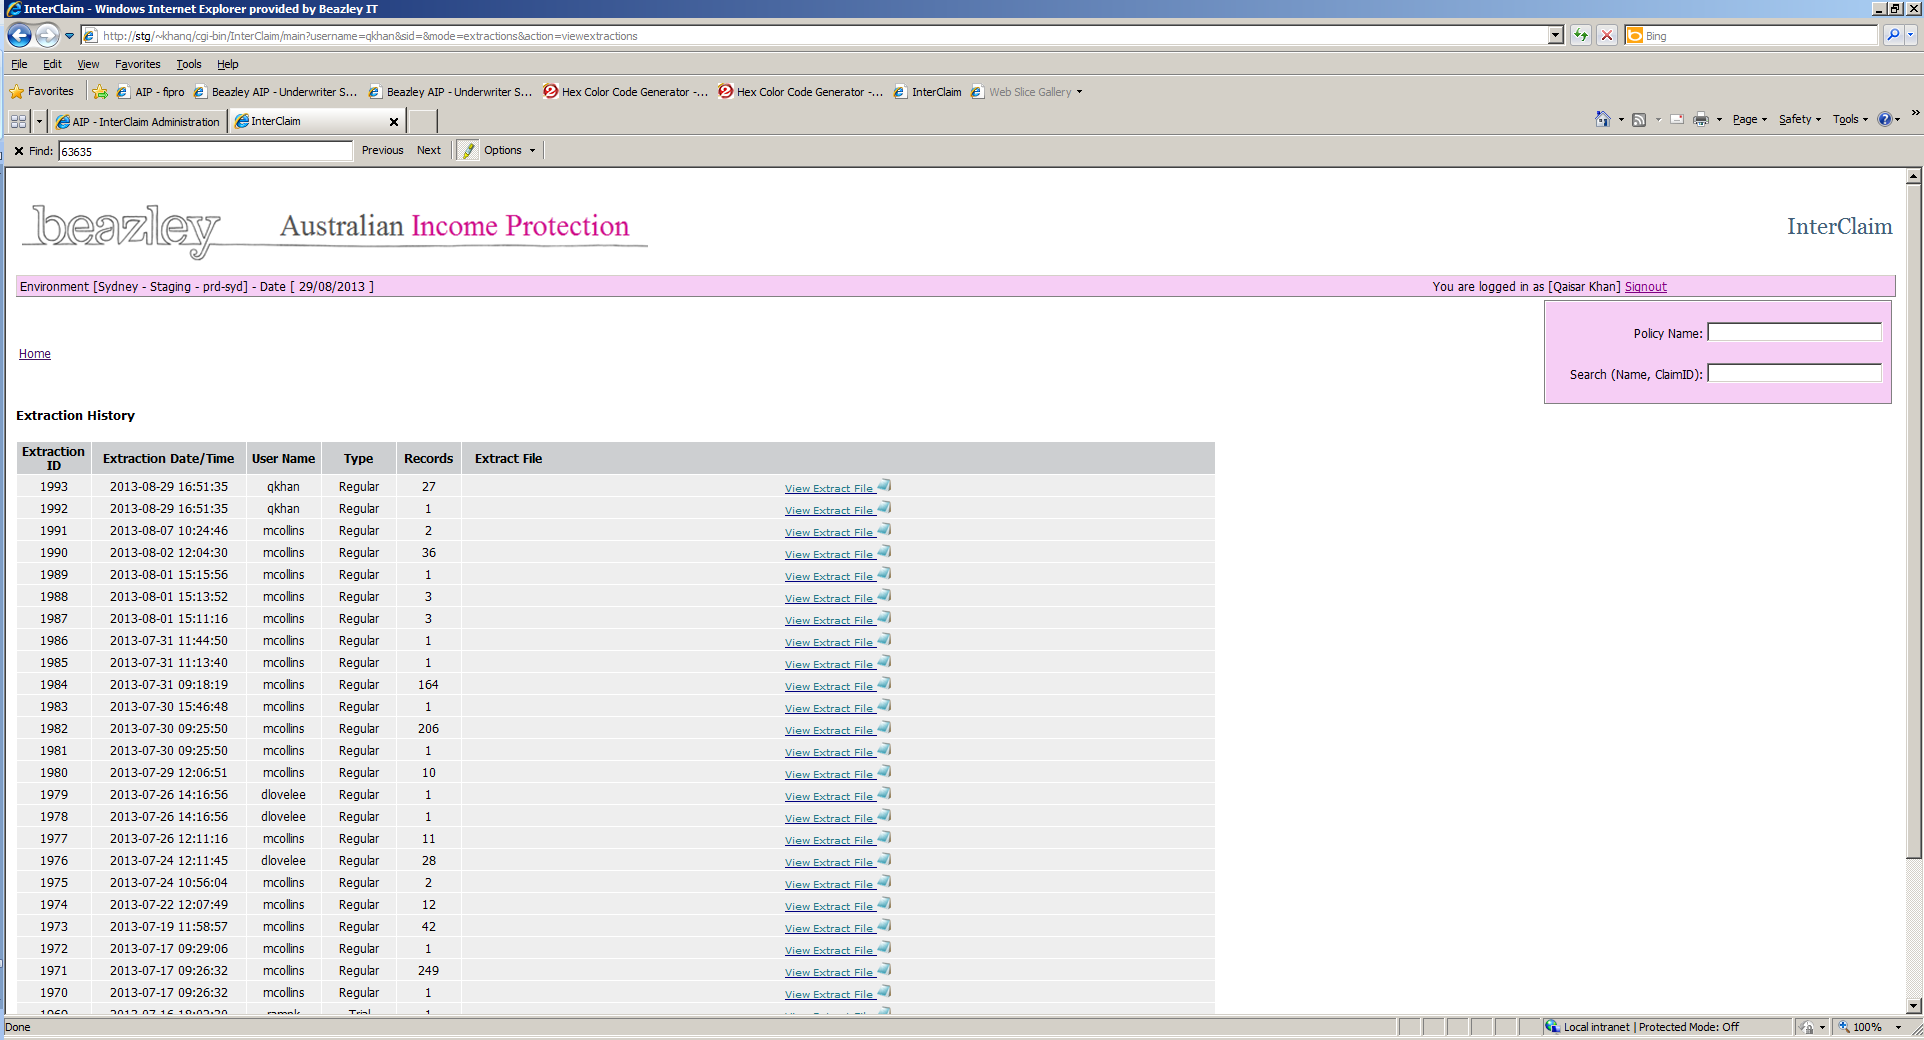 InterClaim - Windows Internet Explorer provided by Beazley IT
http://stg/~khanq/cgi-bin/InterClaim/main?username=qkhan&sid=&mode=extractions&action=viewextractions
Bing
File Edit View Favorites Tools Help
Favorites AIP - fipro Beazley AIP - Underwriter S... Beazley AIP - Underwriter S... Hex Color Code Generator -... Hex Color Code Generator -... InterClaim Web Slice Gallery
AIP - InterClaim Administration InterClaim Page Safety Tools
Find: 63635 Previous Next Options
beazley Australian Income Protection InterClaim
Environment [Sydney - Staging - prd-syd] - Date [ 29/08/2013 ] You are logged in as [Qaisar Khan] Signout
Policy Name:
Home
Search (Name, ClaimID):
Extraction History
Extraction ID Extraction Date/Time User Name Type Records Extract File
1993 2013-08-29 16:51:35 qkhan Regular 27 View Extract File
1992 2013-08-29 16:51:35 qkhan Regular 1 View Extract File
1991 2013-08-07 10:24:46 mcollins Regular 2 View Extract File
1990 2013-08-02 12:04:30 mcollins Regular 36 View Extract File
1989 2013-08-01 15:15:56 mcollins Regular 1 View Extract File
1988 2013-08-01 15:13:52 mcollins Regular 3 View Extract File
1987 2013-08-01 15:11:16 mcollins Regular 3 View Extract File
1986 2013-07-31 11:44:50 mcollins Regular 1 View Extract File
1985 2013-07-31 11:13:40 mcollins Regular 1 View Extract File
1984 2013-07-31 09:18:19 mcollins Regular 164 View Extract File
1983 2013-07-30 15:46:48 mcollins Regular 1 View Extract File
1982 2013-07-30 09:25:50 mcollins Regular 206 View Extract File
1981 2013-07-30 09:25:50 mcollins Regular 1 View Extract File
1980 2013-07-29 12:06:51 mcollins Regular 10 View Extract File
1979 2013-07-26 14:16:56 dlovelee Regular 1 View Extract File
1978 2013-07-26 14:16:56 dlovelee Regular 1 View Extract File
1977 2013-07-26 12:11:16 mcollins Regular 11 View Extract File
1976 2013-07-24 12:11:45 dlovelee Regular 28 View Extract File
1975 2013-07-24 10:56:04 mcollins Regular 2 View Extract File
1974 2013-07-22 12:07:49 mcollins Regular 12 View Extract File
1973 2013-07-19 11:58:57 mcollins Regular 42 View Extract File
1972 2013-07-17 09:29:06 mcollins Regular 1 View Extract File
1971 2013-07-17 09:26:32 mcollins Regular 249 View Extract File
1970 2013-07-17 09:26:32 mcollins Regular 1 View Extract File
Done Local intranet | Protected Mode: Off 100%